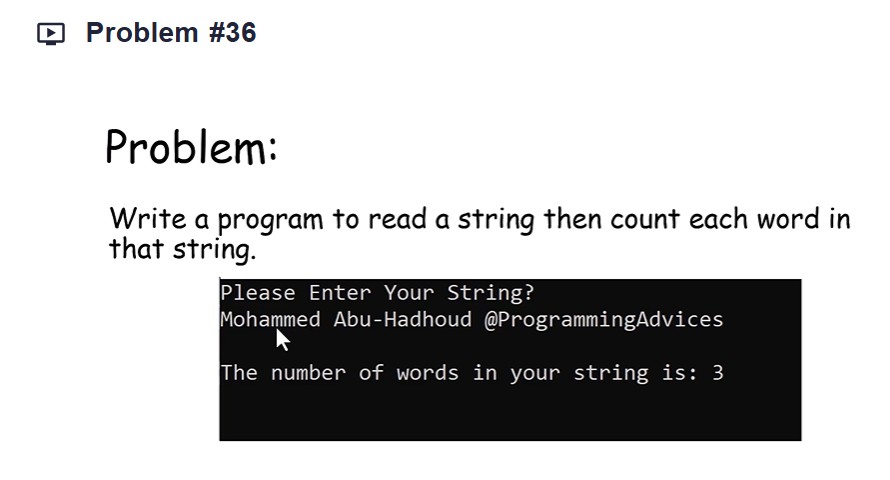 Problem #36
Problem:
Write a program to read a string then count each word in
that string.
Please Enter Your String?
Mohammed Abu-Hadhoud @ProgrammingAdvices
The number of words in your string is: 3